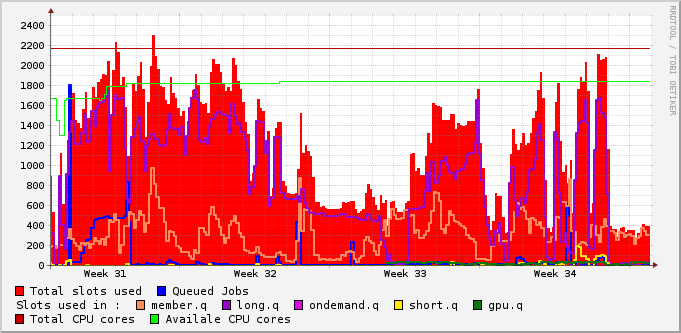 2400
2200
2000
1800
1600
1400
1200
1000
800
600
400
200
0
Week 31 Week 32 Week 33 Week 34
RRDTOOL / TOBI OETIKER
Total slots used Queued Jobs
Slots used in : member.q long.q ondemand.q short.q gpu.q
Total CPU cores Availale CPU cores